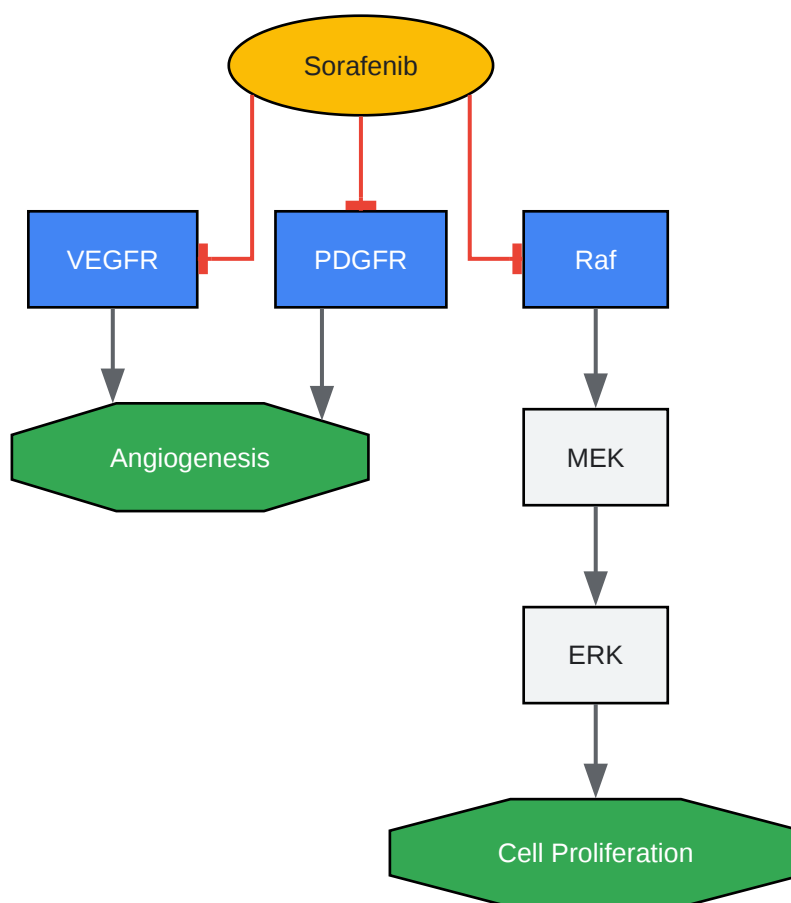 Sorafenib
VEGFR
PDGFR
Raf
Angiogenesis
MEK
ERK
Cell Proliferation